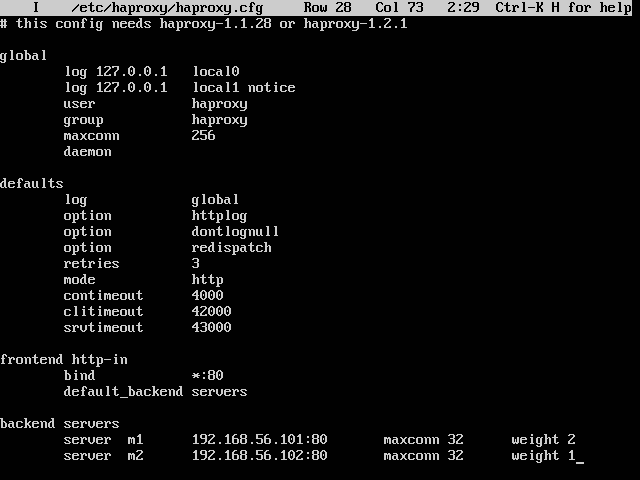 I    /etc/haproxy/haproxy.cfg    Row 28   Col 73   2:29  Ctrl-K H for help
# this config needs haproxy-1.1.28 or haproxy-1.2.1

global
        log 127.0.0.1   local0
        log 127.0.0.1   local1 notice
        user            haproxy
        group           haproxy
        maxconn         256
        daemon

defaults
        log             global
        option          httplog
        option          dontlognull
        option          redispatch
        retries         3
        mode            http
        contimeout      4000
        clitimeout      42000
        srvtimeout      43000

frontend http-in
        bind            *:80
        default_backend servers

backend servers
        server  m1      192.168.56.101:80       maxconn 32      weight 2
        server  m2      192.168.56.102:80       maxconn 32      weight 1